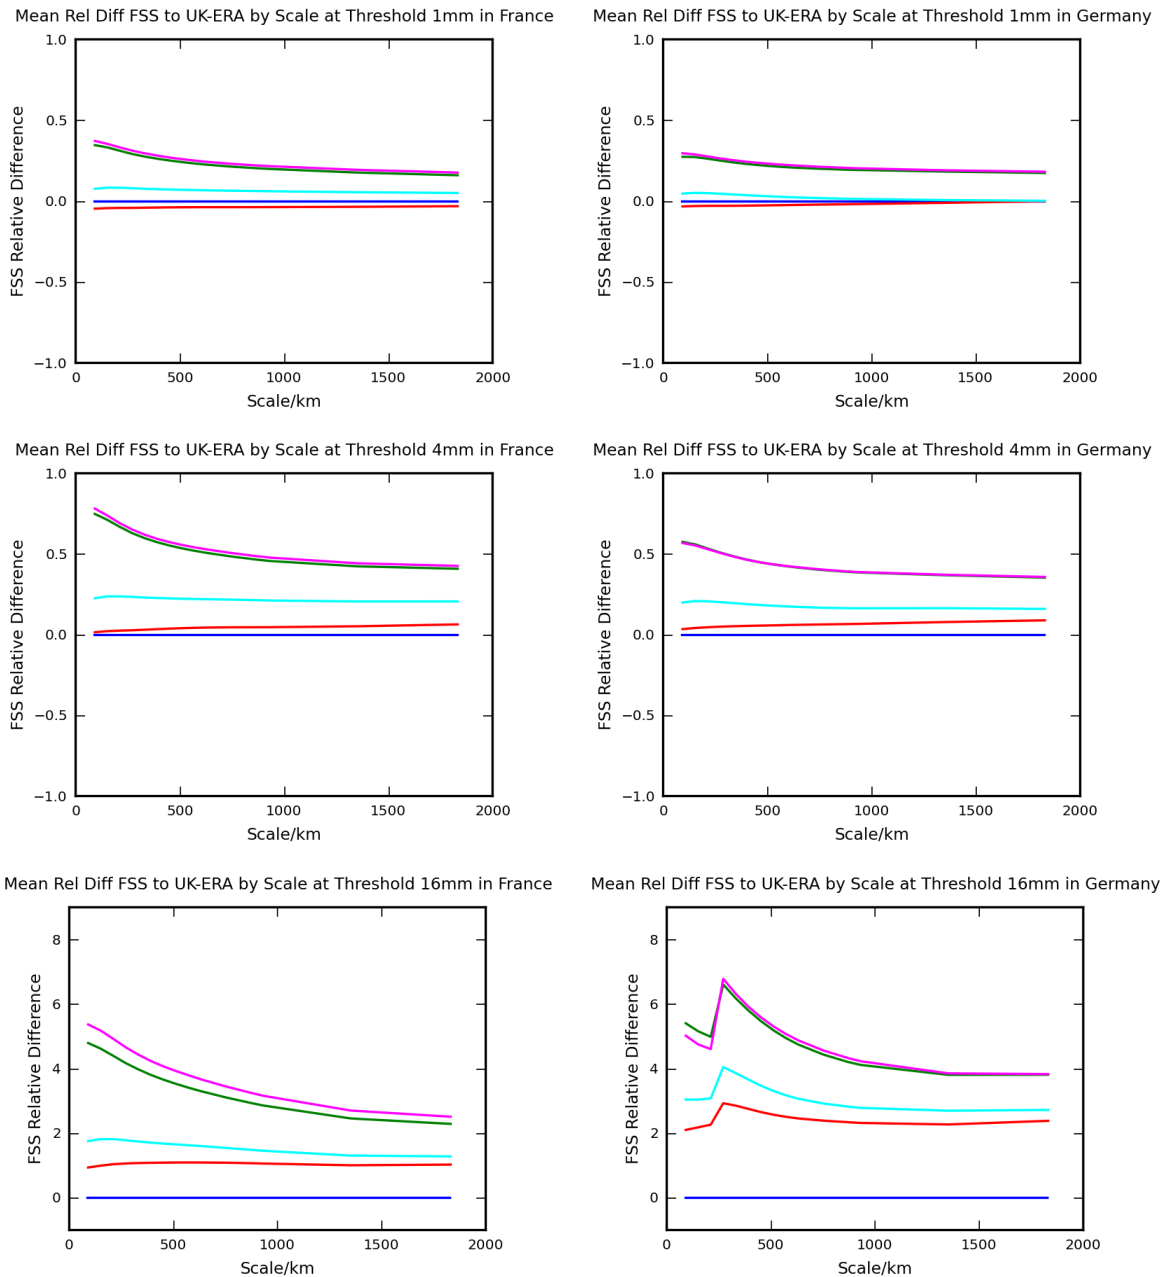 Mean Rel Diff FSS to UK-ERA by Scale at Threshold 1mm in France
1.0
0.5
0.0
−0.5
−1.0
FSS Relative Difference
0 500 1000 1500 2000
Scale/km
Mean Rel Diff FSS to UK-ERA by Scale at Threshold 1mm in Germany
1.0
0.5
0.0
−0.5
−1.0
FSS Relative Difference
0 500 1000 1500 2000
Scale/km
Mean Rel Diff FSS to UK-ERA by Scale at Threshold 4mm in France
1.0
0.5
0.0
−0.5
−1.0
FSS Relative Difference
0 500 1000 1500 2000
Scale/km
Mean Rel Diff FSS to UK-ERA by Scale at Threshold 4mm in Germany
1.0
0.5
0.0
−0.5
−1.0
FSS Relative Difference
0 500 1000 1500 2000
Scale/km
Mean Rel Diff FSS to UK-ERA by Scale at Threshold 16mm in France
8
6
4
2
0
FSS Relative Difference
0 500 1000 1500 2000
Scale/km
Mean Rel Diff FSS to UK-ERA by Scale at Threshold 16mm in Germany
8
6
4
2
0
FSS Relative Difference
0 500 1000 1500 2000
Scale/km